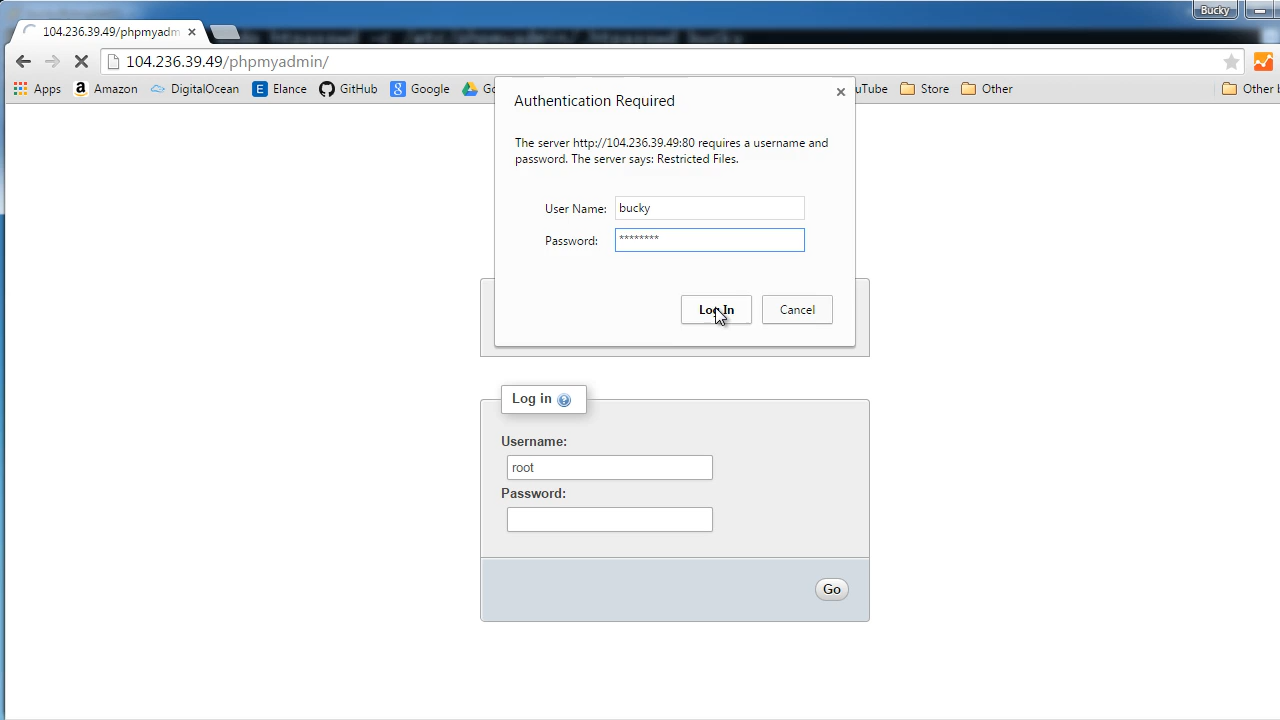 Bucky
104.236.39.49/phpmyadm
104.236.39.49/phpmyadmin/
Apps Amazon DigitalOcean Elance GitHub Google uTube Store Other Other b
Authentication Required
The server http://104.236.39.49:80 requires a username and
password. The server says: Restricted Files.
User Name: bucky
Password: ********
Log In Cancel
Log in
Username:
root
Password:
Go